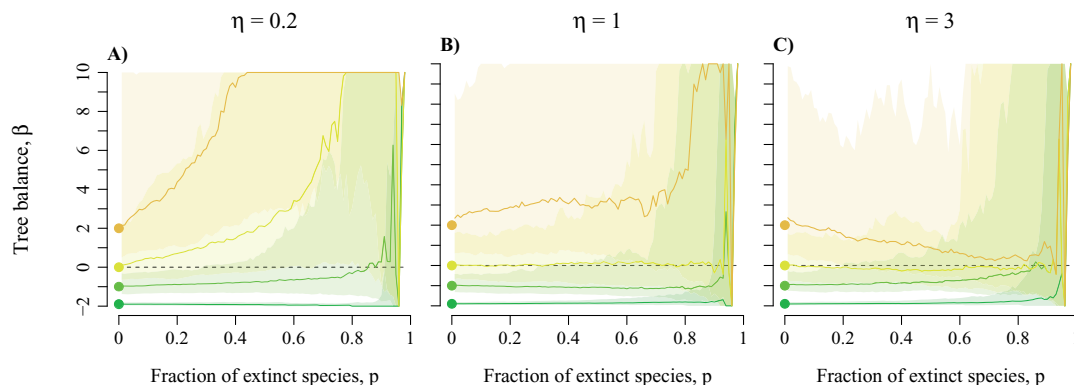 η = 0.2 η = 1 η = 3
A) B) C)
Tree balance, β
10
8
6
4
2
0
−2
0 0.2 0.4 0.6 0.8 1
0 0.2 0.4 0.6 0.8 1
0 0.2 0.4 0.6 0.8
Fraction of extinct species, p Fraction of extinct species, p Fraction of extinct species, p